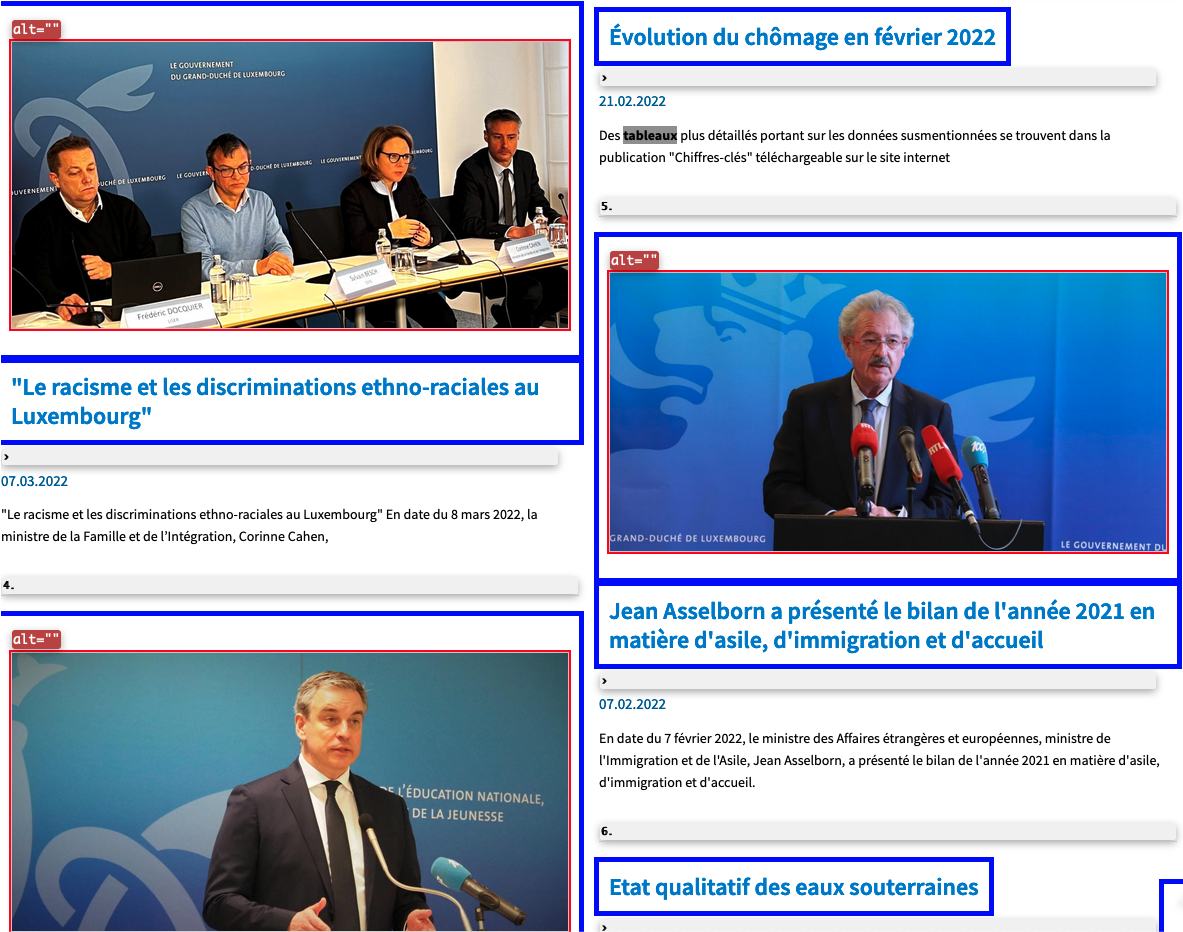 alt=""
LE GOUVERNEMENT
DU GRAND-DUCHÉ DE LUXEMBOURG
DUCHÉ DE LUXEMBOURG
LE GOUVERNEMENT
Corinne CAHEN
Sylvain BESCH
Frédéric DOCQUIER
LISER
"Le racisme et les discriminations ethno-raciales au
Luxembourg"
›
07.03.2022
"Le racisme et les discriminations ethno-raciales au Luxembourg" En date du 8 mars 2022, la
ministre de la Famille et de l’Intégration, Corinne Cahen,
4.
alt=""
DE L'ÉDUCATION NATIONALE,
DE LA JEUNESSE
Évolution du chômage en février 2022
›
21.02.2022
Des tableaux plus détaillés portant sur les données susmentionnées se trouvent dans la
publication "Chiffres-clés" téléchargeable sur le site internet
5.
alt=""
RTL
GRAND-DUCHÉ DE LUXEMBOURG
LE GOUVERNEMENT DU
Jean Asselborn a présenté le bilan de l'année 2021 en
matière d'asile, d'immigration et d'accueil
›
07.02.2022
En date du 7 février 2022, le ministre des Affaires étrangères et européennes, ministre de
l'Immigration et de l'Asile, Jean Asselborn, a présenté le bilan de l'année 2021 en matière d'asile,
d'immigration et d'accueil.
6.
Etat qualitatif des eaux souterraines
›